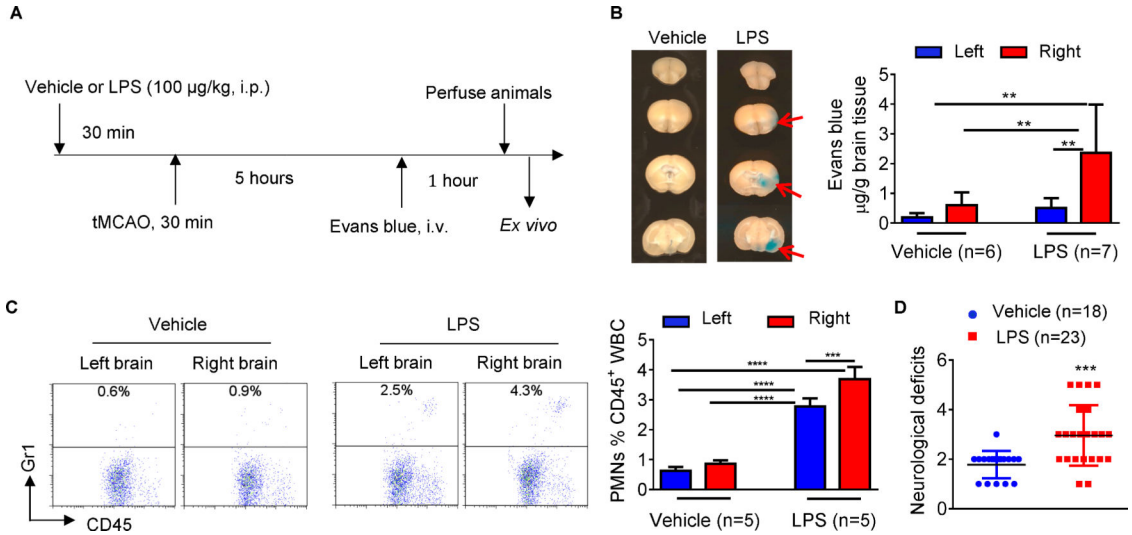 A
Vehicle or LPS (100 µg/kg, i.p.)
Perfuse animals
30 min
5 hours
1 hour
tMCAO, 30 min
Evans blue, i.v.
Ex vivo
B
Vehicle LPS
Left Right
Evans blue
µg/g brain tissue
5
4
3
2
1
0
**
**
**
Vehicle (n=6) LPS (n=7)
C
Vehicle LPS
Left brain Right brain Left brain Right brain
0.6% 0.9% 2.5% 4.3%
Gr1
CD45
Left Right
PMNs % CD45+ WBC
5
4
3
2
1
0
***
****
****
****
Vehicle (n=5) LPS (n=5)
D
Vehicle (n=18)
LPS (n=23)
Neurological deficits
6
4
2
0
***